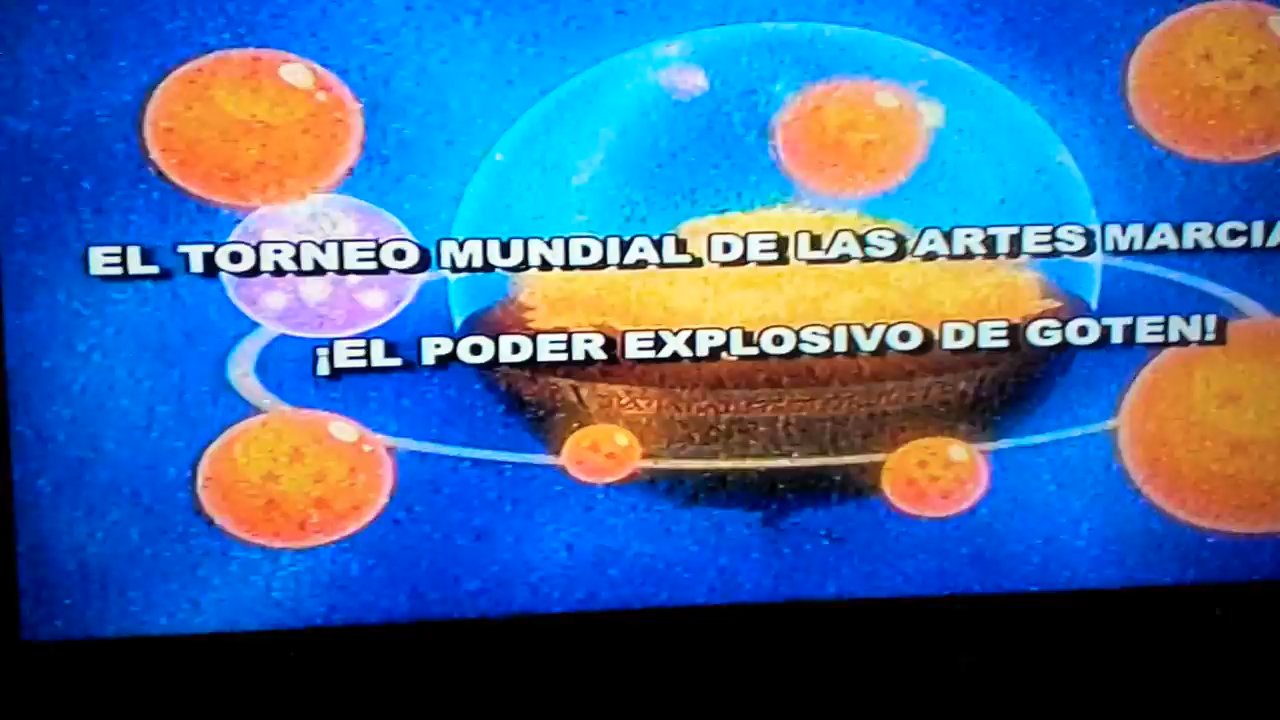 EL TORNEO MUNDIAL DE LAS ARTES
¡EL PODER EXPLOSIVO DE GOTEN!